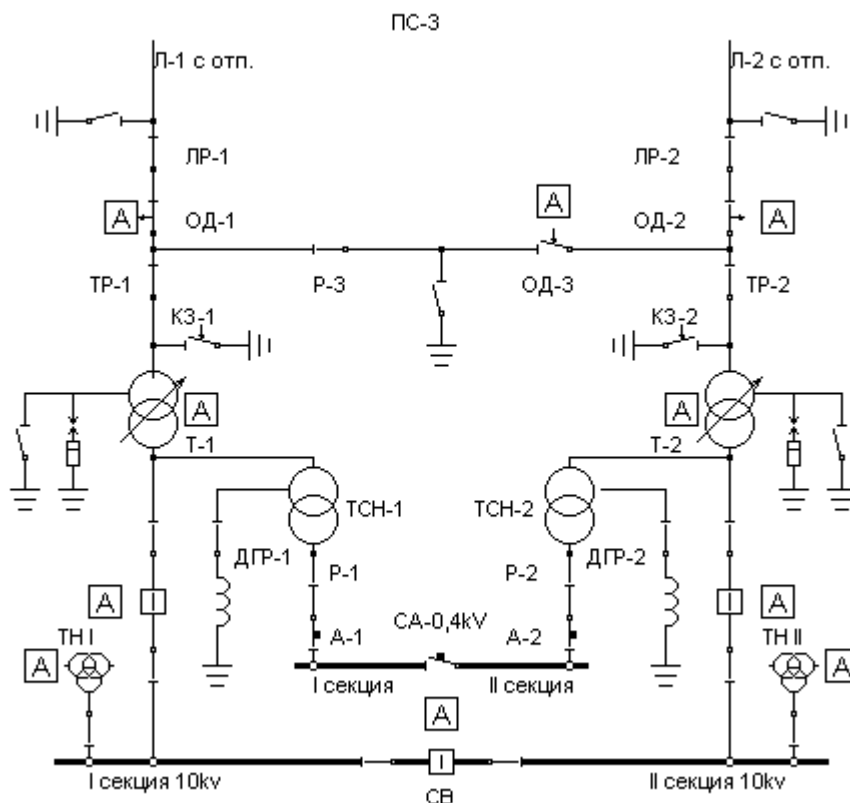 ПС-3
Л-1 с отп.
Л-2 с отп.
ЛР-1
ЛР-2
А
ОД-1
А
ОД-2
А
ТР-1
Р-3
ОД-3
ТР-2
КЗ-1
КЗ-2
А
А
Т-1
Т-2
ТСН-1
ТСН-2
ДГР-1
Р-1
Р-2
ДГР-2
А
I
I
А
СА-0,4kV
ТН I
А-1
А-2
ТН II
А
А
I секция
II секция
А
I
I секция 10kv
СВ
II секция 10kv